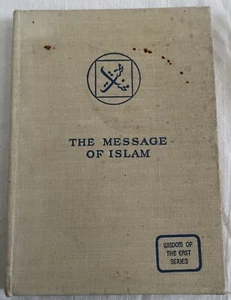 THE MESSAGE
OF ISLAM
WISDOM OF
THE EAST
SERIES